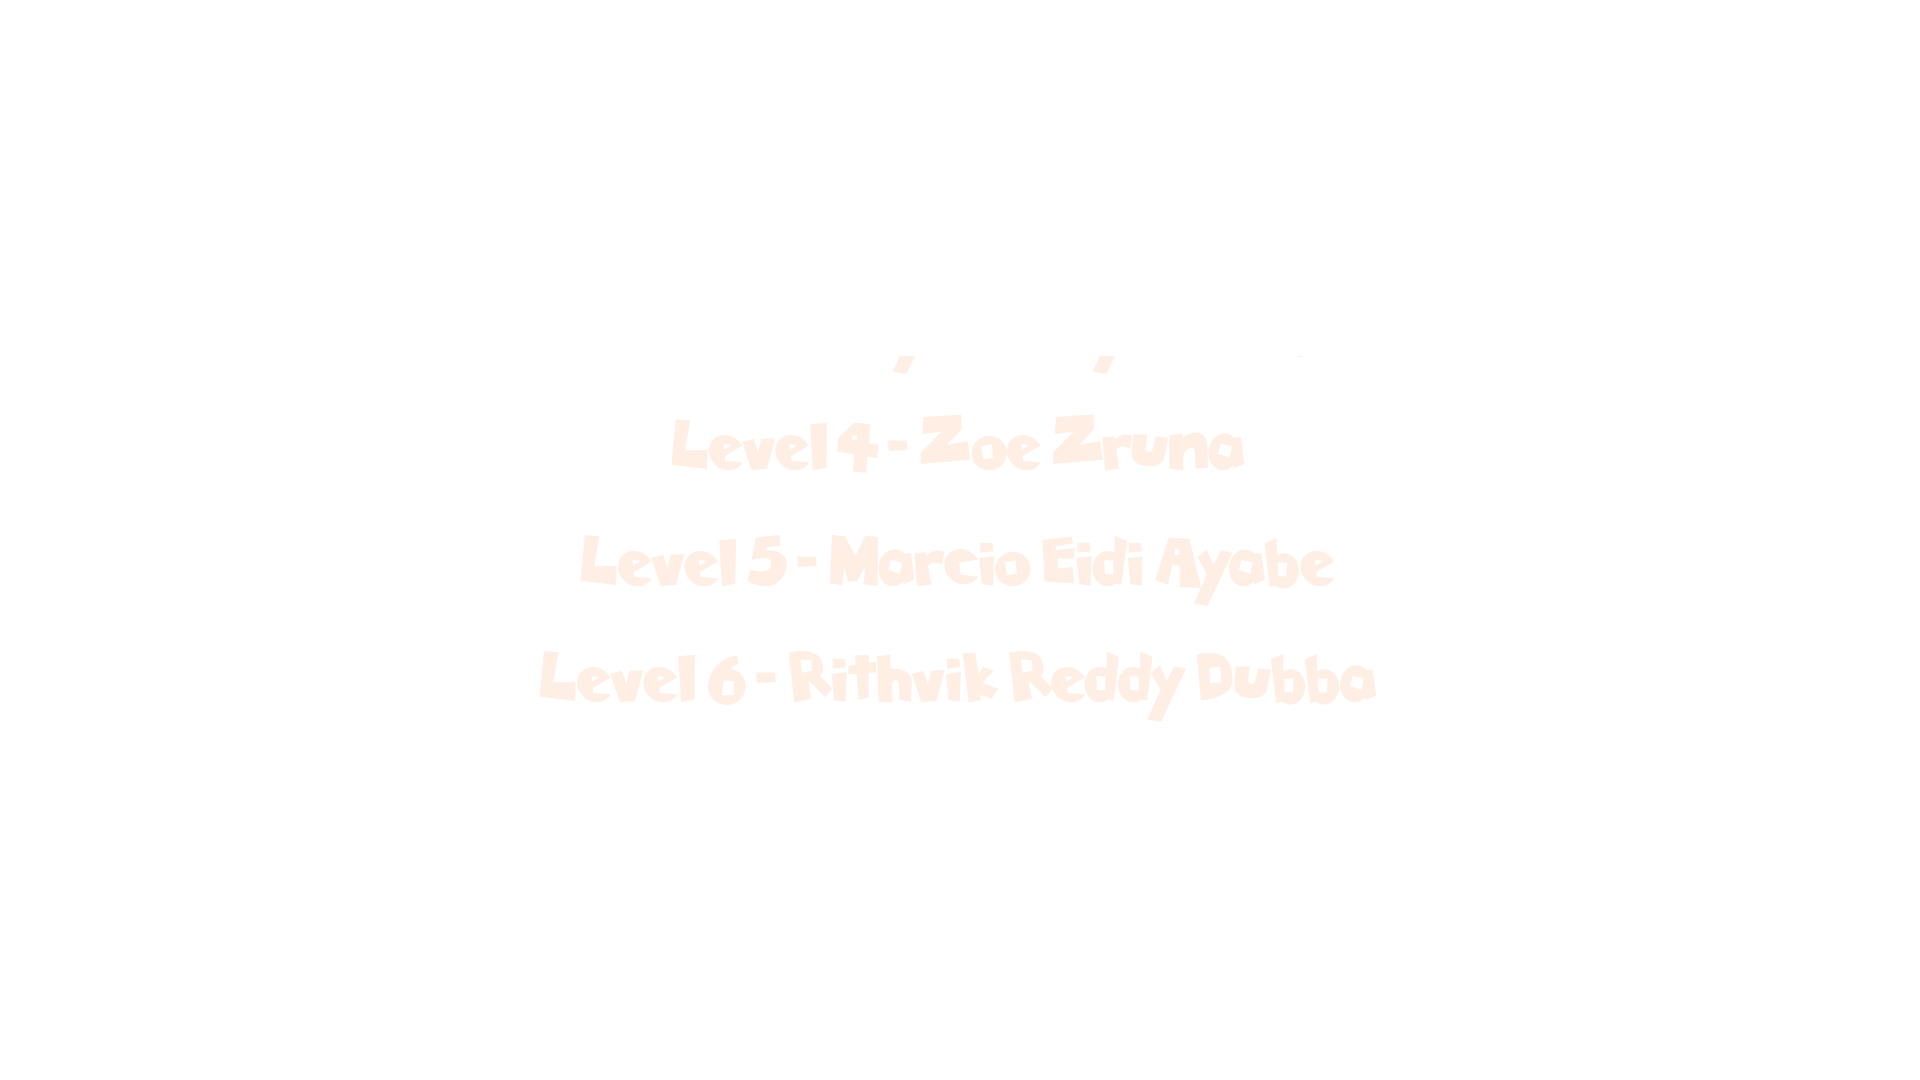 Level 4 - Zoe Zruna
Level 5 - Marcio Eidi Ayabe
Level 6 - Rithvik Reddy Dubba